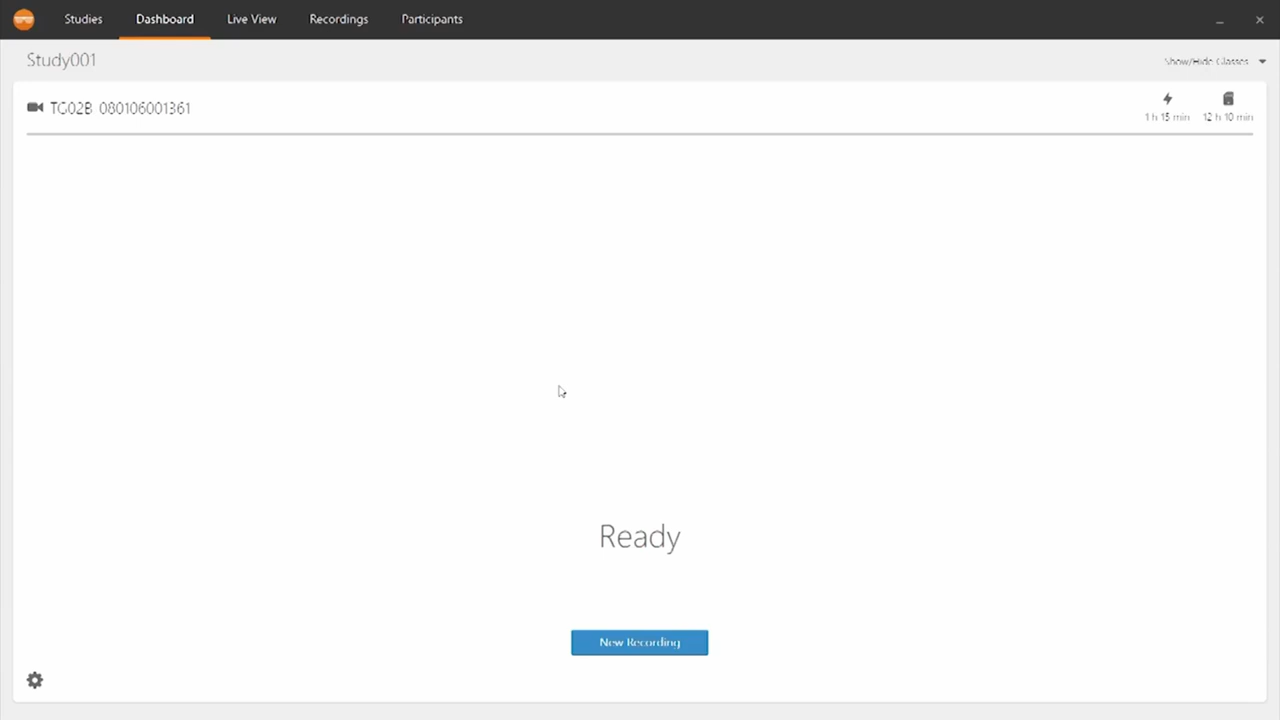 Studies Dashboard Live View Recordings Participants
Study001
Show/Hide Glasses
TG02B 080106001361
1 h 15 min 12 h 10 min
Ready
New Recording